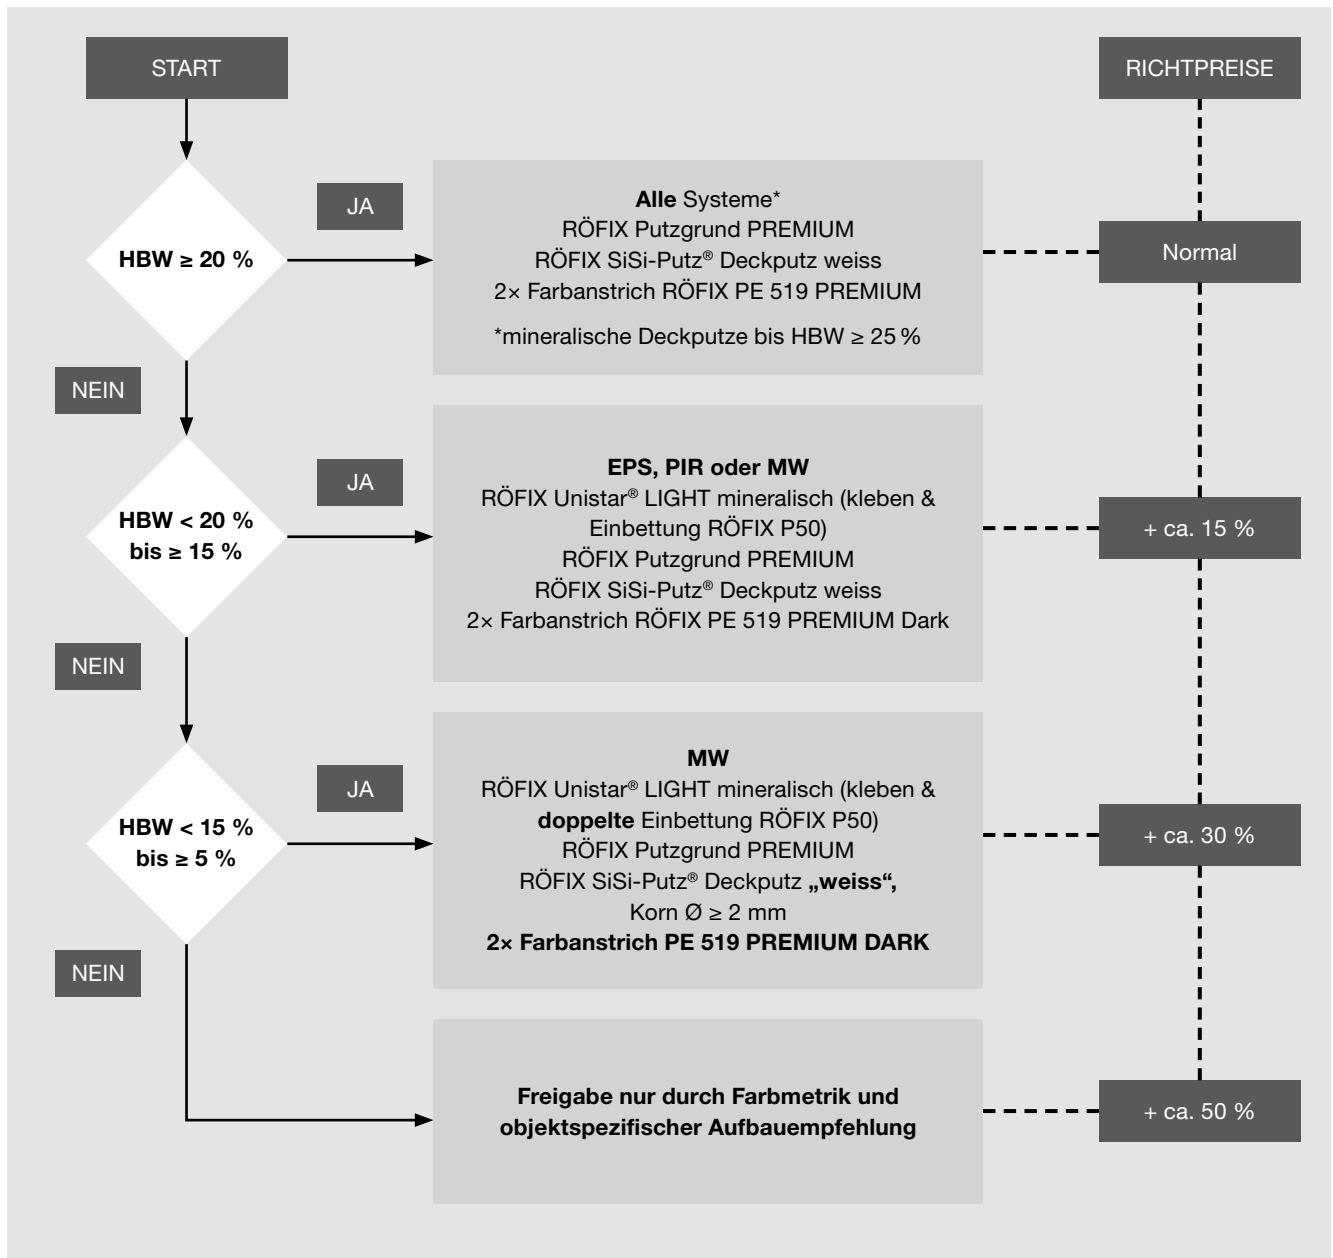 START
RICHTPREISE
HBW ≥ 20 %
JA
Alle Systeme*
RÖFIX Putzgrund PREMIUM
RÖFIX SiSi-Putz® Deckputz weiss
2× Farbanstrich RÖFIX PE 519 PREMIUM
*mineralische Deckputze bis HBW ≥ 25 %
Normal
NEIN
HBW < 20 %
bis ≥ 15 %
JA
EPS, PIR oder MW
RÖFIX Unistar® LIGHT mineralisch (kleben &
Einbettung RÖFIX P50)
RÖFIX Putzgrund PREMIUM
RÖFIX SiSi-Putz® Deckputz weiss
2× Farbanstrich RÖFIX PE 519 PREMIUM Dark
+ ca. 15 %
NEIN
HBW < 15 %
bis ≥ 5 %
JA
MW
RÖFIX Unistar® LIGHT mineralisch (kleben &
doppelte Einbettung RÖFIX P50)
RÖFIX Putzgrund PREMIUM
RÖFIX SiSi-Putz® Deckputz „weiss“,
Korn Ø ≥ 2 mm
2× Farbanstrich PE 519 PREMIUM DARK
+ ca. 30 %
NEIN
Freigabe nur durch Farbmetrik und
objektspezifischer Aufbauempfehlung
+ ca. 50 %